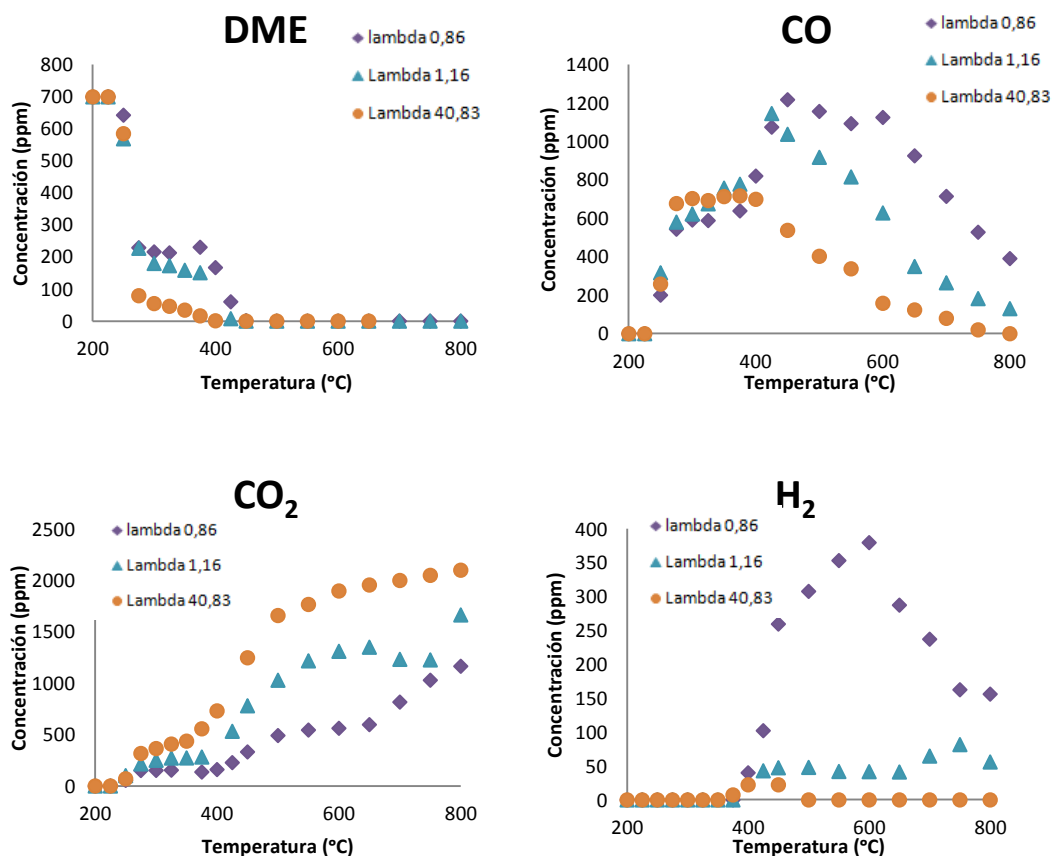 DME
lambda 0,86
Lambda 1,16
Lambda 40,83
Concentración (ppm)
800
700
600
500
400
300
200
100
0
200 400 600 800
Temperatura (°C)
CO
lambda 0,86
Lambda 1,16
Lambda 40,83
Concentración (ppm)
1400
1200
1000
800
600
400
200
0
200 400 600 800
Temperatura (°C)
CO2
lambda 0,86
Lambda 1,16
Lambda 40,83
Concentración (ppm)
2500
2000
1500
1000
500
0
200 400 600 800
Temperatura (°C)
H2
lambda 0,86
Lambda 1,16
Lambda 40,83
Concentración (ppm)
400
350
300
250
200
150
100
50
0
200 400 600 800
Temperatura (°C)